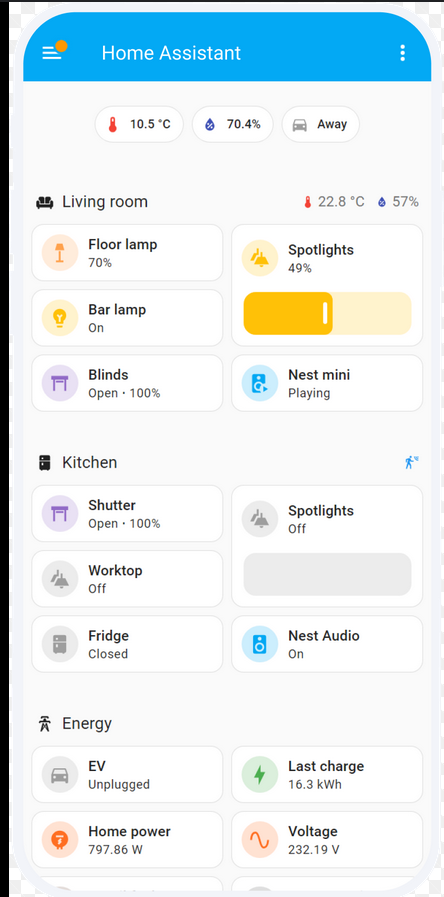 Home Assistant
10.5 °C 70.4% Away
Living room 22.8 °C 57%
Floor lamp
70%
Spotlights
49%
Bar lamp
On
Blinds
Open · 100%
Nest mini
Playing
Kitchen
Shutter
Open · 100%
Spotlights
Off
Worktop
Off
Fridge
Closed
Nest Audio
On
Energy
EV
Unplugged
Last charge
16.3 kWh
Home power
797.86 W
Voltage
232.19 V